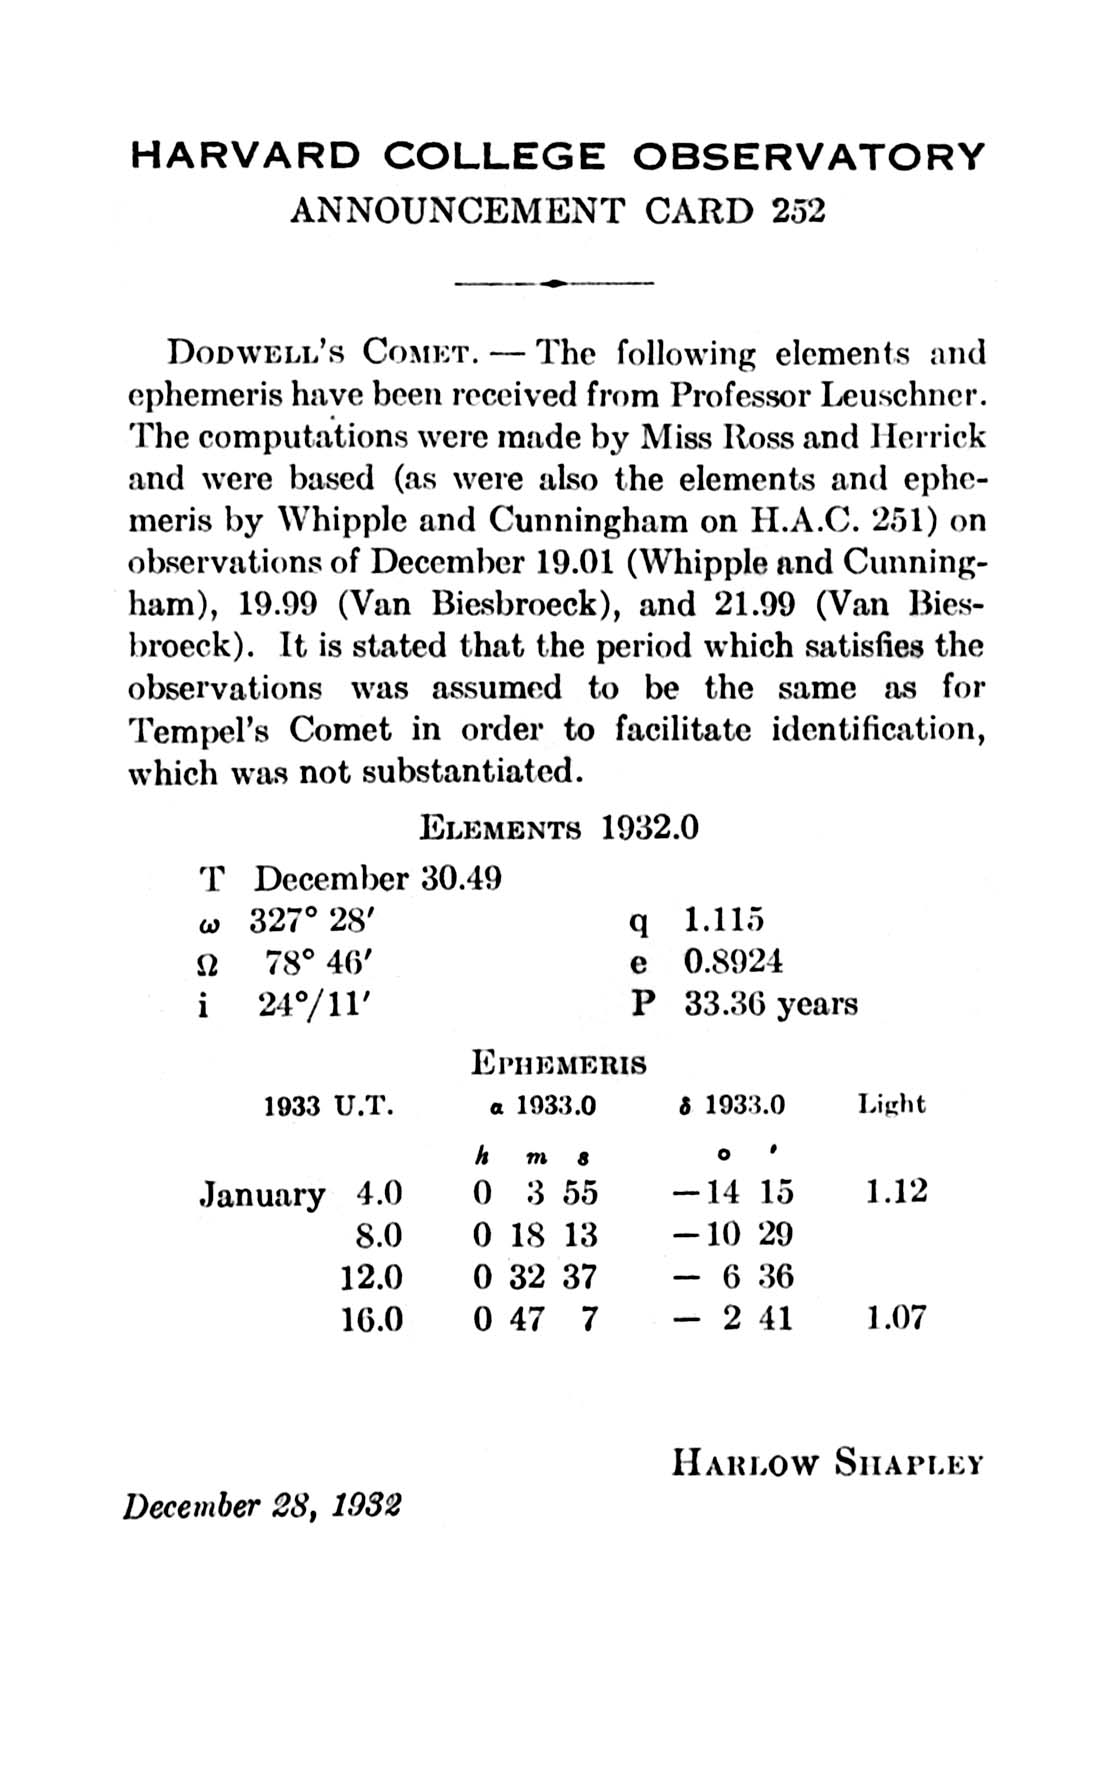 HARVARD COLLEGE OBSERVATORY
ANNOUNCEMENT CARD 252
DODWELL'S COMET. — The following elements and
ephemeris have been received from Professor Leuschner.
The computations were made by Miss Ross and Herrick
and were based (as were also the elements and ephe-
meris by Whipple and Cunningham on H.A.C. 251) on
observations of December 19.01 (Whipple and Cunning-
ham), 19.99 (Van Biesbroeck), and 21.99 (Van Bies-
broeck). It is stated that the period which satisfies the
observations was assumed to be the same as for
Tempel's Comet in order to facilitate identification,
which was not substantiated.
ELEMENTS 1932.0
T December 30.49
ω 327° 28′ q 1.115
Ω 78° 46′ e 0.8924
i 24°/11′ P 33.36 years
EPHEMERIS
1933 U.T. α 1933.0 δ 1933.0 Light
h m s ° ′
January 4.0 0 3 55 —14 15 1.12
8.0 0 18 13 —10 29
12.0 0 32 37 — 6 36
16.0 0 47 7 — 2 41 1.07
HARLOW SHAPLEY
December 28, 1932